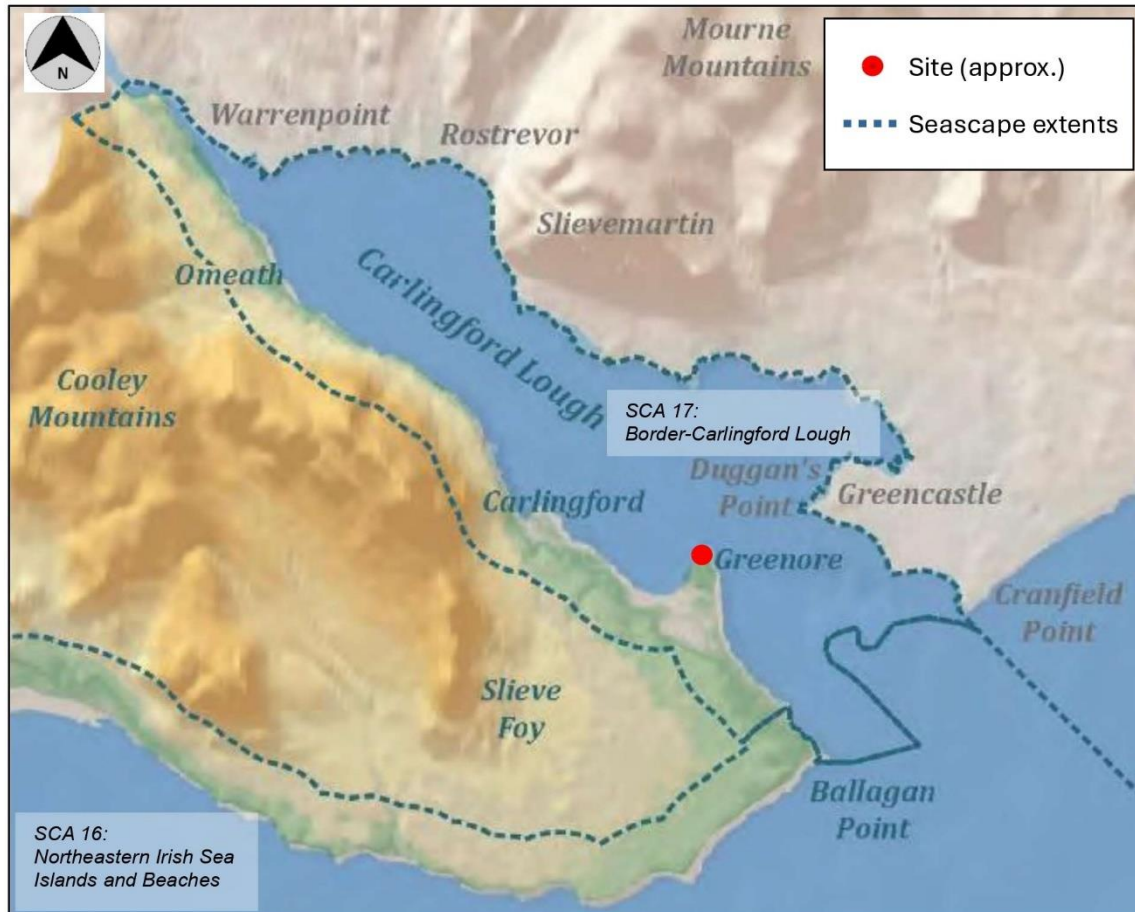 N
Mourne
Mountains
Site (approx.)
Seascape extents
Warrenpoint
Rostrevor
Slievemartin
Omeath
Carlingford Lough
Cooley
Mountains
SCA 17:
Border-Carlingford Lough
Duggan's
Point
Greencastle
Carlingford
Greenore
Cranfield
Point
Slieve
Foy
Ballagan
Point
SCA 16:
Northeastern Irish Sea
Islands and Beaches